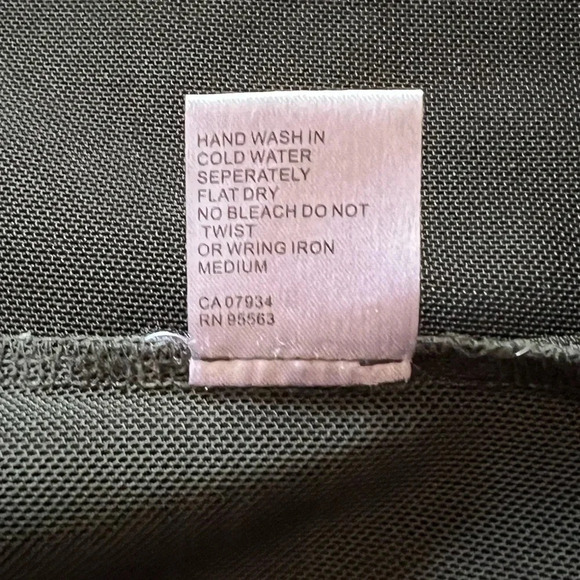 HAND WASH IN
COLD WATER
SEPERATELY
FLAT DRY
NO BLEACH DO NOT
TWIST
OR WRING IRON
MEDIUM
CA 07934
RN 95563